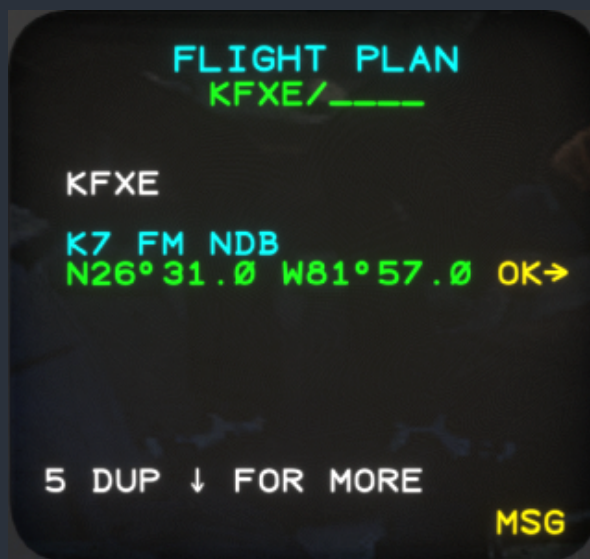 FLIGHT PLAN
KFXE/____
KFXE
K7 FM NDB
N26°31.0 W81°57.0 OK→
5 DUP ↓ FOR MORE
MSG